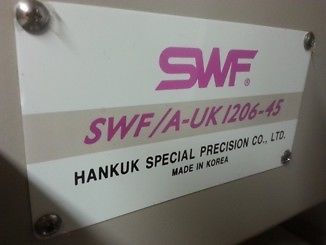 SWF®
SWF/A-UK1206-45
HANKUK SPECIAL PRECISION CO., LTD.
MADE IN KOREA